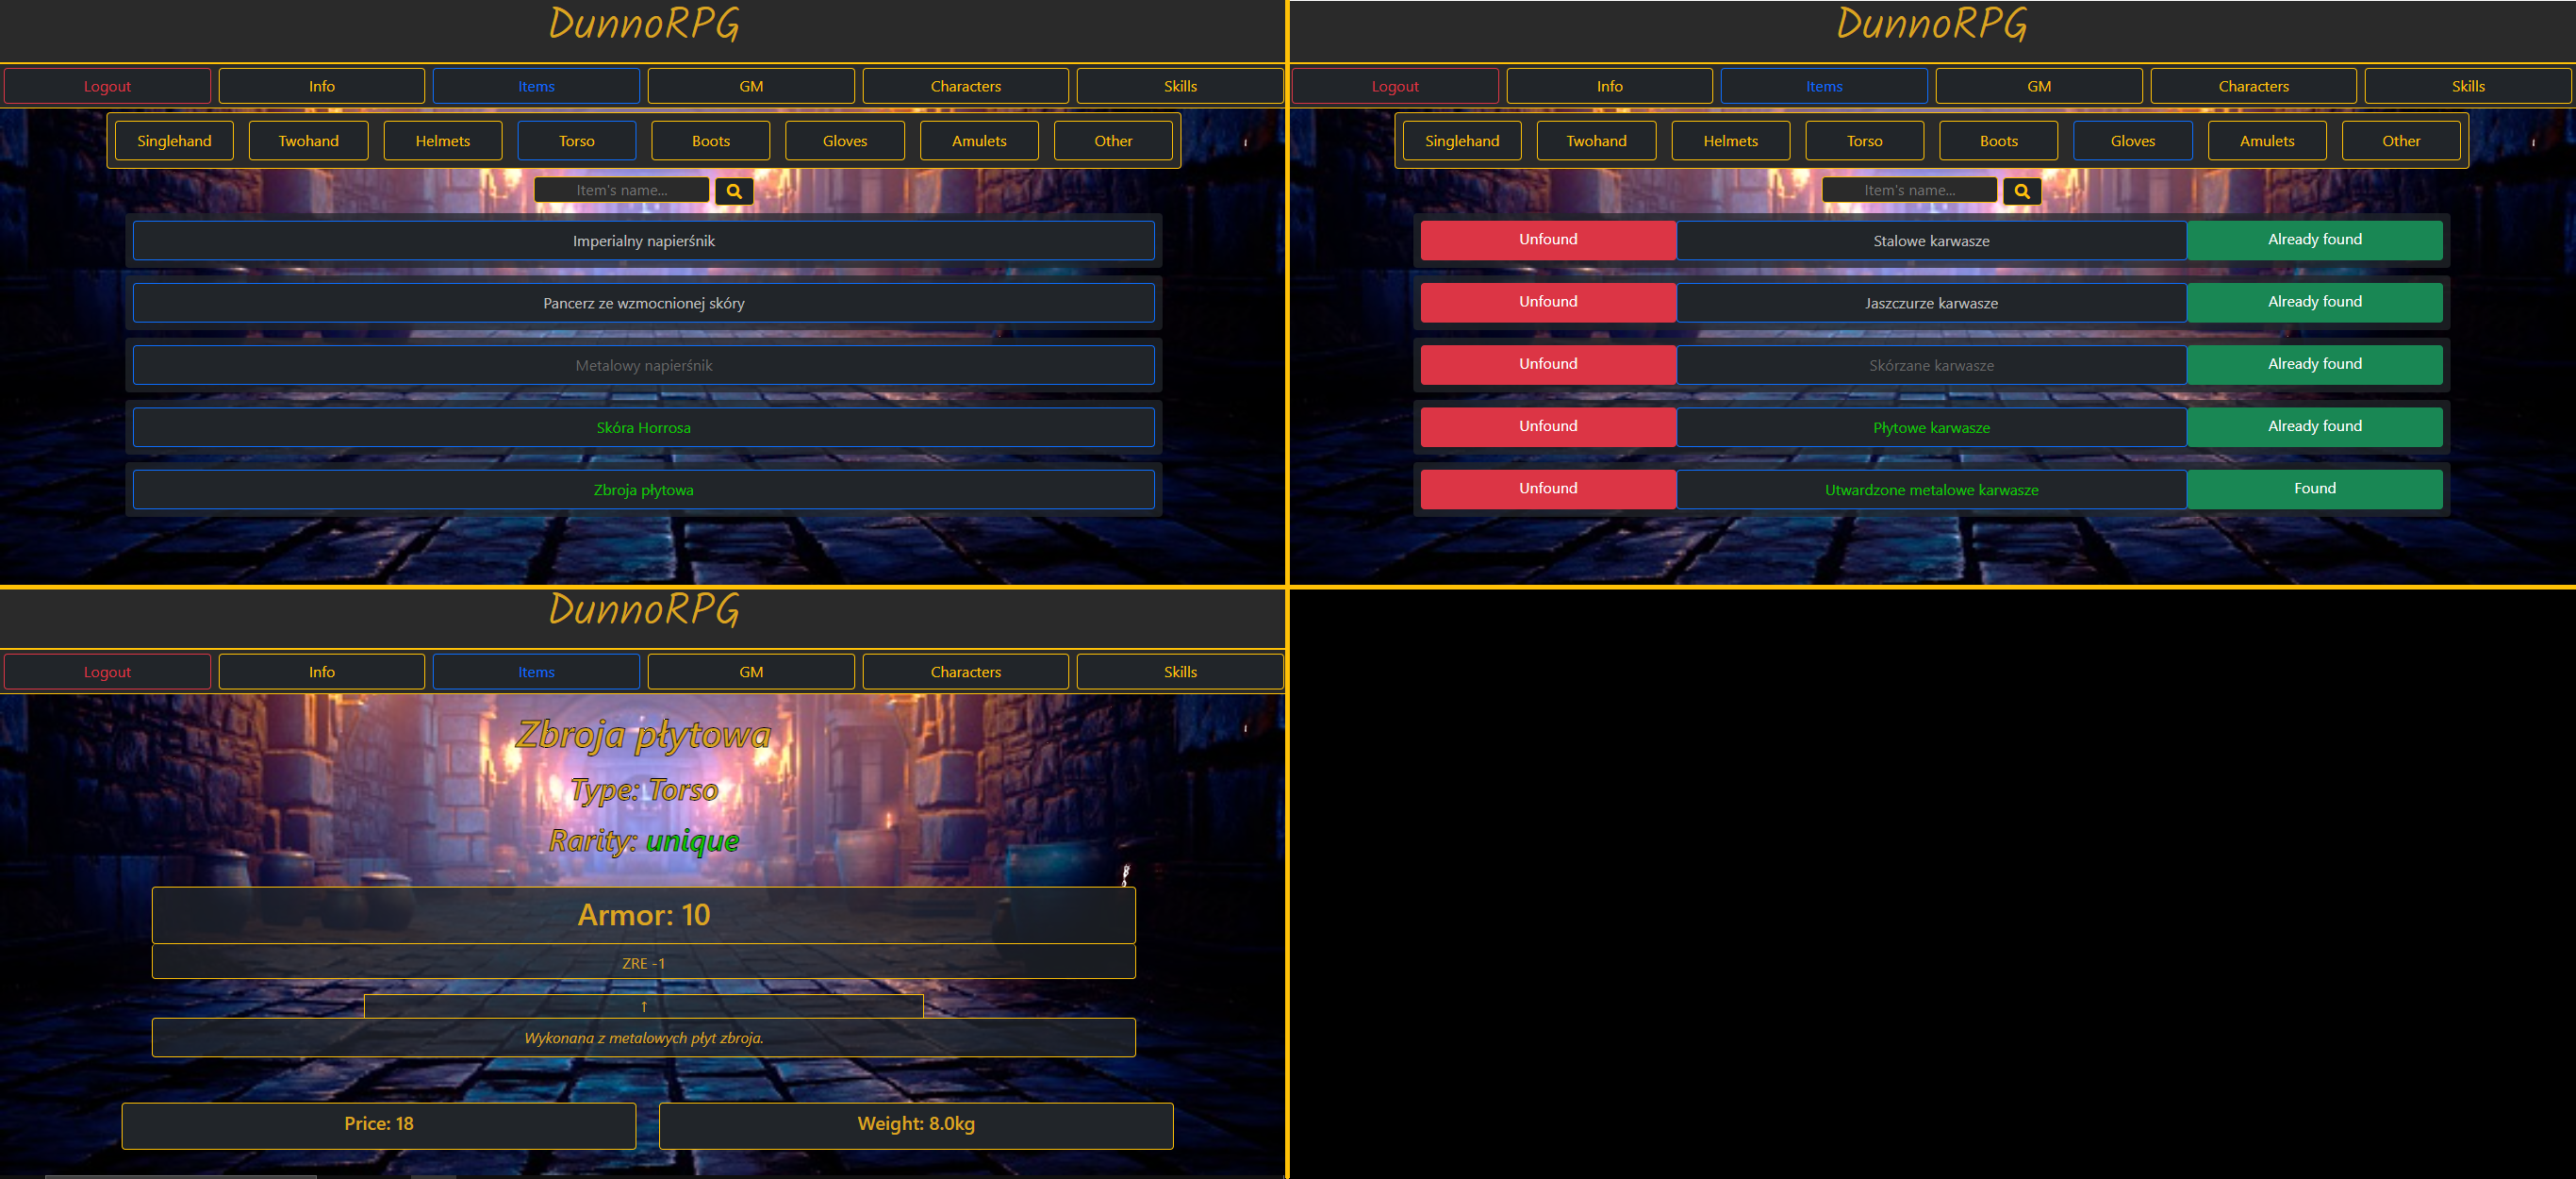 DunnoRPG
Logout Info Items GM Characters Skills
Singlehand Twohand Helmets Torso Boots Gloves Amulets Other
Item's name...
Imperialny napierśnik
Pancerz ze wzmocnionej skóry
Metalowy napierśnik
Skóra Horrosa
Zbroja płytowa
DunnoRPG
Logout Info Items GM Characters Skills
Singlehand Twohand Helmets Torso Boots Gloves Amulets Other
Item's name...
Unfound Stalowe karwasze Already found
Unfound Jaszczurze karwasze Already found
Unfound Skórzane karwasze Already found
Unfound Płytowe karwasze Already found
Unfound Utwardzone metalowe karwasze Found
DunnoRPG
Logout Info Items GM Characters Skills
Zbroja płytowa
Type: Torso
Rarity: unique
Armor: 10
ZRE -1
↑
Wykonana z metalowych płyt zbroja.
Price: 18 Weight: 8.0kg